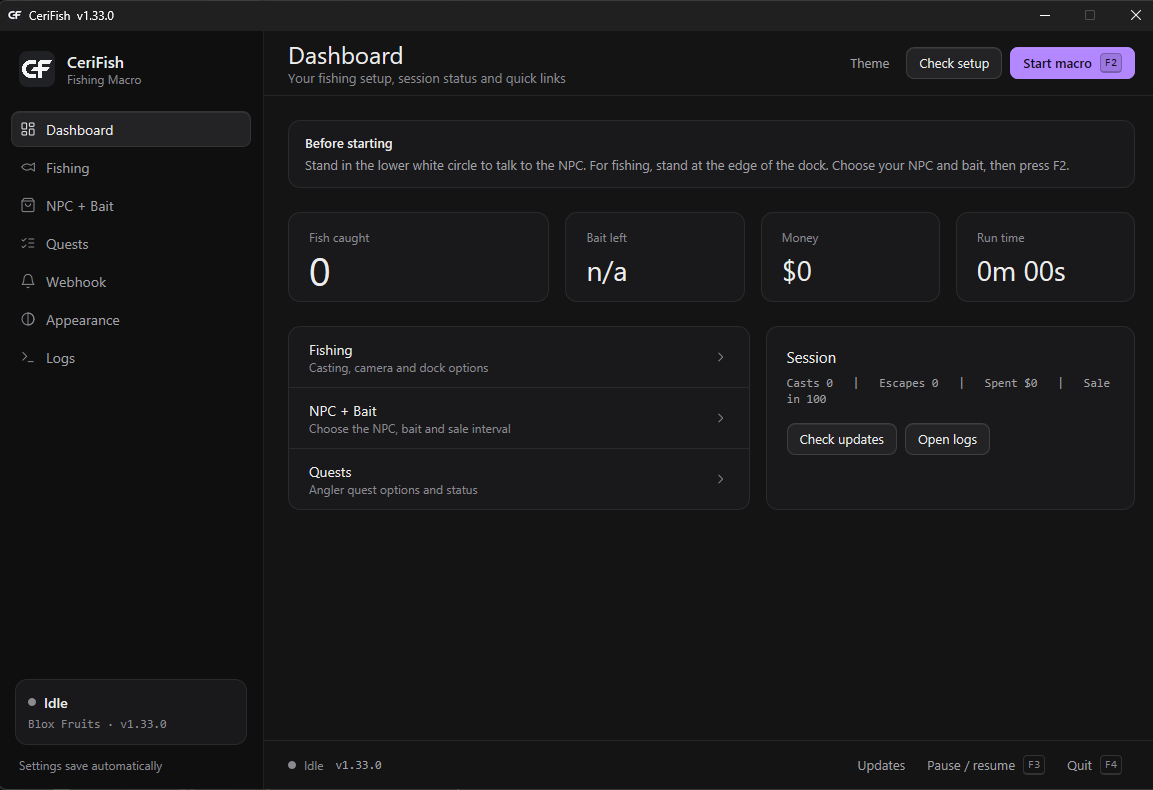 CeriFish v1.33.0
CeriFish
Fishing Macro
Dashboard
Fishing
NPC + Bait
Quests
Webhook
Appearance
Logs
Idle
Blox Fruits · v1.33.0
Settings save automatically
Dashboard
Your fishing setup, session status and quick links
Theme
Check setup
Start macro F2
Before starting
Stand in the lower white circle to talk to the NPC. For fishing, stand at the edge of the dock. Choose your NPC and bait, then press F2.
Fish caught
0
Bait left
n/a
Money
$0
Run time
0m 00s
Fishing
Casting, camera and dock options
NPC + Bait
Choose the NPC, bait and sale interval
Quests
Angler quest options and status
Session
Casts 0 | Escapes 0 | Spent $0 | Sale
in 100
Check updates
Open logs
Idle v1.33.0
Updates
Pause / resume F3
Quit F4